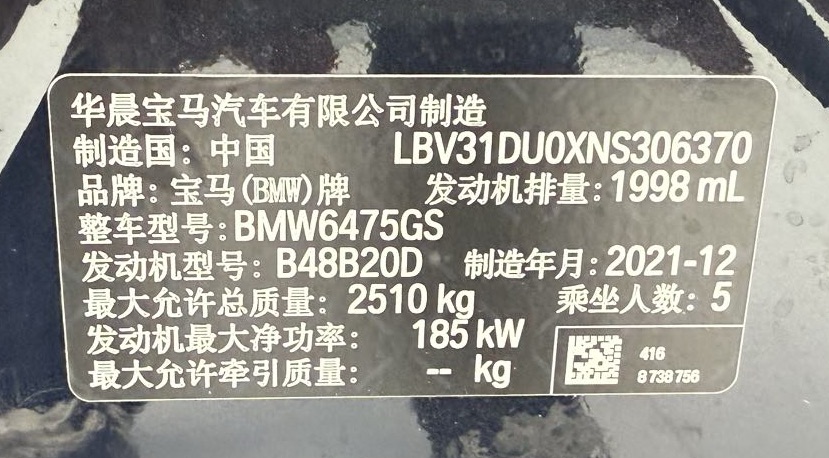 华晨宝马汽车有限公司制造
制造国：中国 LBV31DU0XNS306370
品牌：宝马(BMW)牌 发动机排量：1998 mL
整车型号：BMW6475GS
发动机型号：B48B20D 制造年月：2021-12
最大允许总质量：2510 kg 乘坐人数：5
发动机最大净功率：185 kW
最大允许牵引质量：-- kg
416
8738756